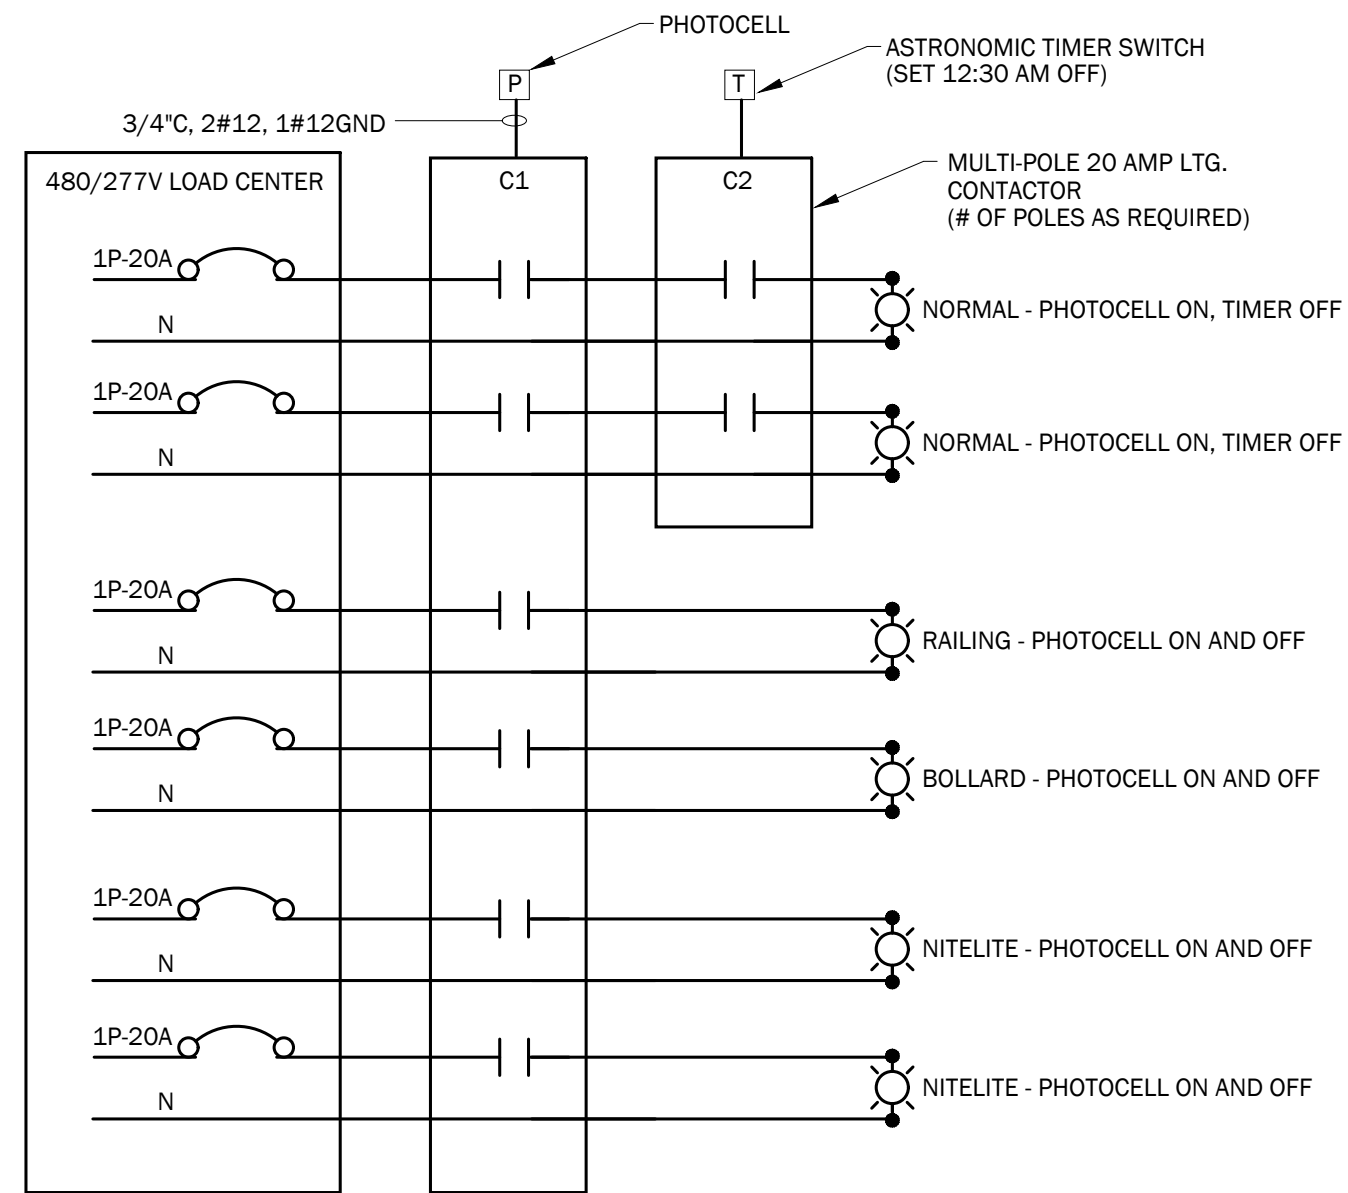 PHOTOCELL
ASTRONOMIC TIMER SWITCH
(SET 12:30 AM OFF)
P
T
3/4"C, 2#12, 1#12GND
MULTI-POLE 20 AMP LTG.
CONTACTOR
(# OF POLES AS REQUIRED)
480/277V LOAD CENTER
C1
C2
1P-20A
N
NORMAL - PHOTOCELL ON, TIMER OFF
1P-20A
N
NORMAL - PHOTOCELL ON, TIMER OFF
1P-20A
N
RAILING - PHOTOCELL ON AND OFF
1P-20A
N
BOLLARD - PHOTOCELL ON AND OFF
1P-20A
N
NITELITE - PHOTOCELL ON AND OFF
1P-20A
N
NITELITE - PHOTOCELL ON AND OFF